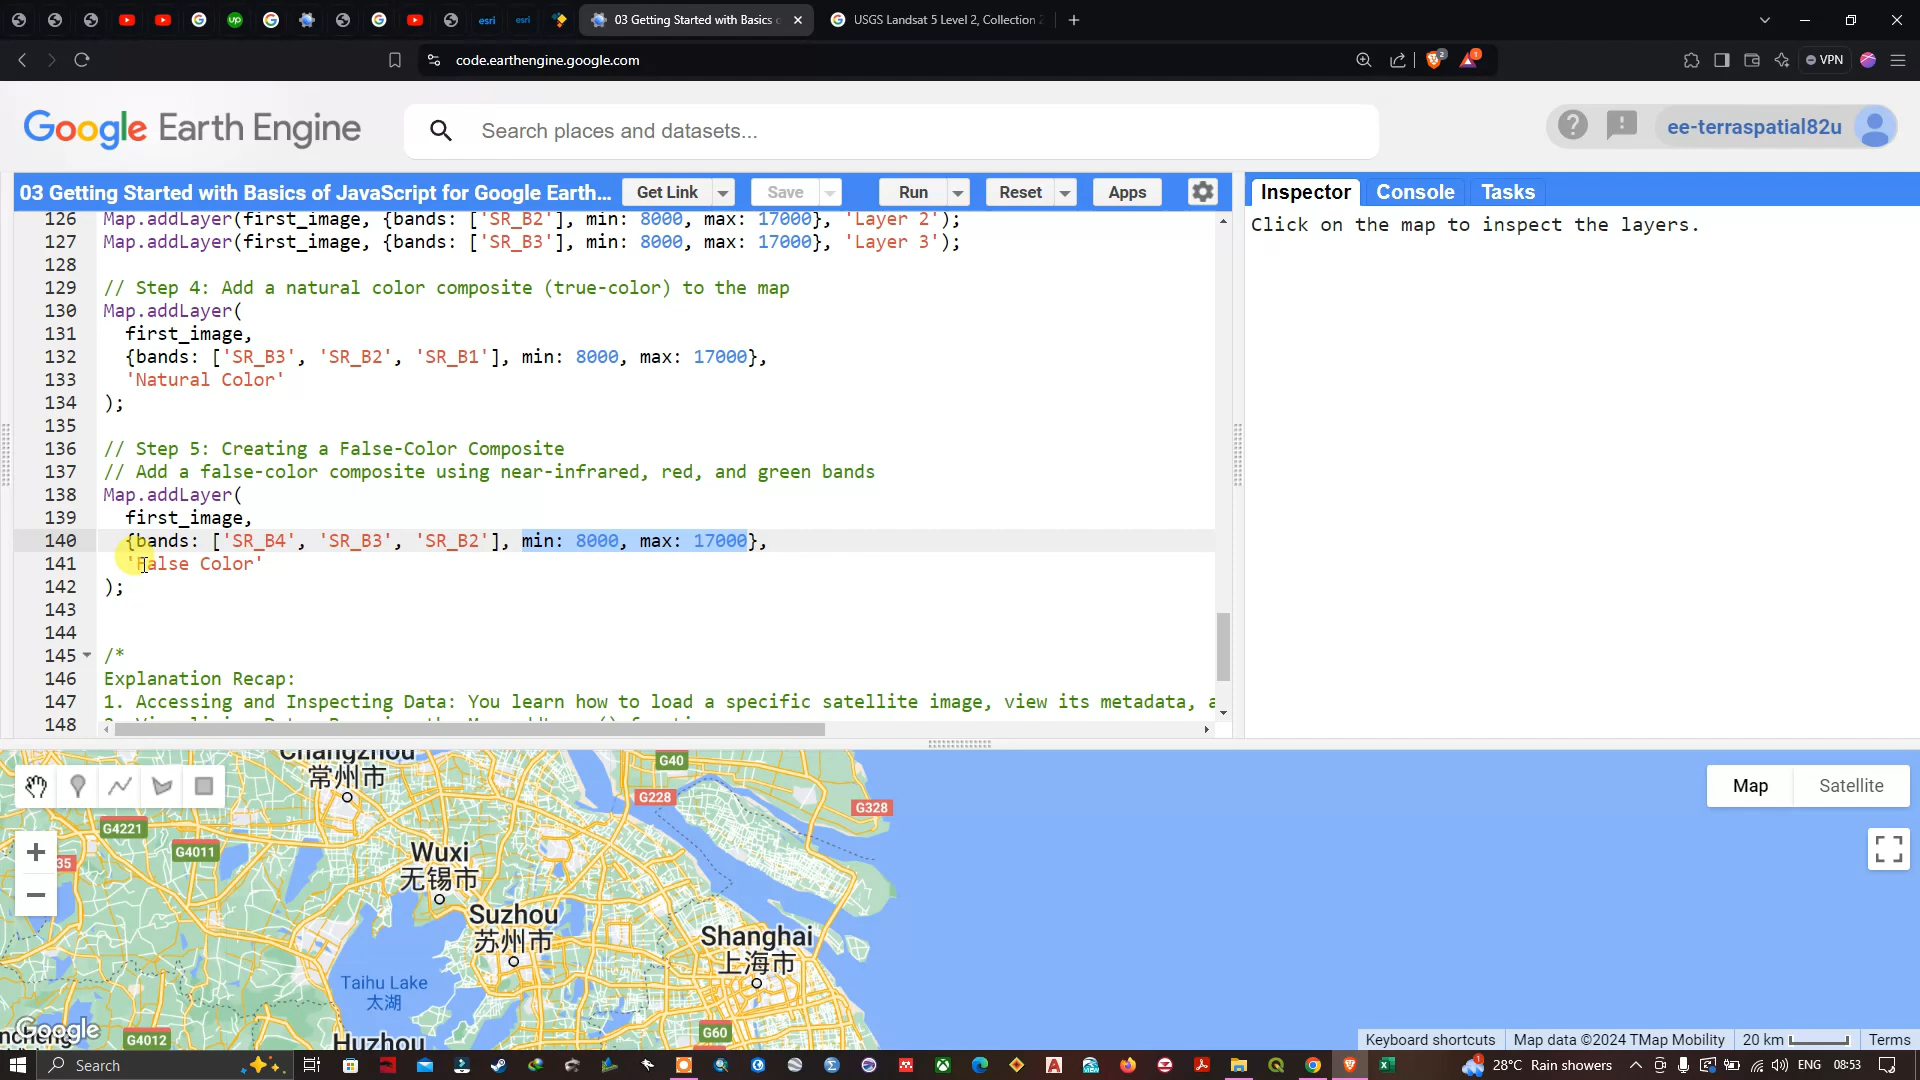 esri
esri
03 Getting Started with Basics
USGS Landsat 5 Level 2, Collection 2
code.earthengine.google.com
2
1
VPN
Google Earth Engine
Search places and datasets...
ee-terraspatial82u
03 Getting Started with Basics of JavaScript for Google Earth...
Get Link
Save
Run
Reset
Apps
Inspector
Console
Tasks
126 Map.addLayer(first_image, {bands: ['SR_B2'], min: 8000, max: 17000}, 'Layer 2');
127 Map.addLayer(first_image, {bands: ['SR_B3'], min: 8000, max: 17000}, 'Layer 3');
128
129 // Step 4: Add a natural color composite (true-color) to the map
130 Map.addLayer(
131 first_image,
132 {bands: ['SR_B3', 'SR_B2', 'SR_B1'], min: 8000, max: 17000},
133 'Natural Color'
134 );
135
136 // Step 5: Creating a False-Color Composite
137 // Add a false-color composite using near-infrared, red, and green bands
138 Map.addLayer(
139 first_image,
140 {bands: ['SR_B4', 'SR_B3', 'SR_B2'], min: 8000, max: 17000},
141 'False Color'
142 );
143
144
145 /*
146 Explanation Recap:
147 1. Accessing and Inspecting Data: You learn how to load a specific satellite image, view its metadata, a
148
Click on the map to inspect the layers.
Changzhou
常州市
G40
G228
G328
G4221
G4011
35
Wuxi
无锡市
Suzhou
苏州市
Shanghai
上海市
Taihu Lake
太湖
Huzhou
G60
G4012
Google
Map
Satellite
Keyboard shortcuts
Map data ©2024 TMap Mobility
20 km
Terms
Search
28°C Rain showers
ENG
08:53